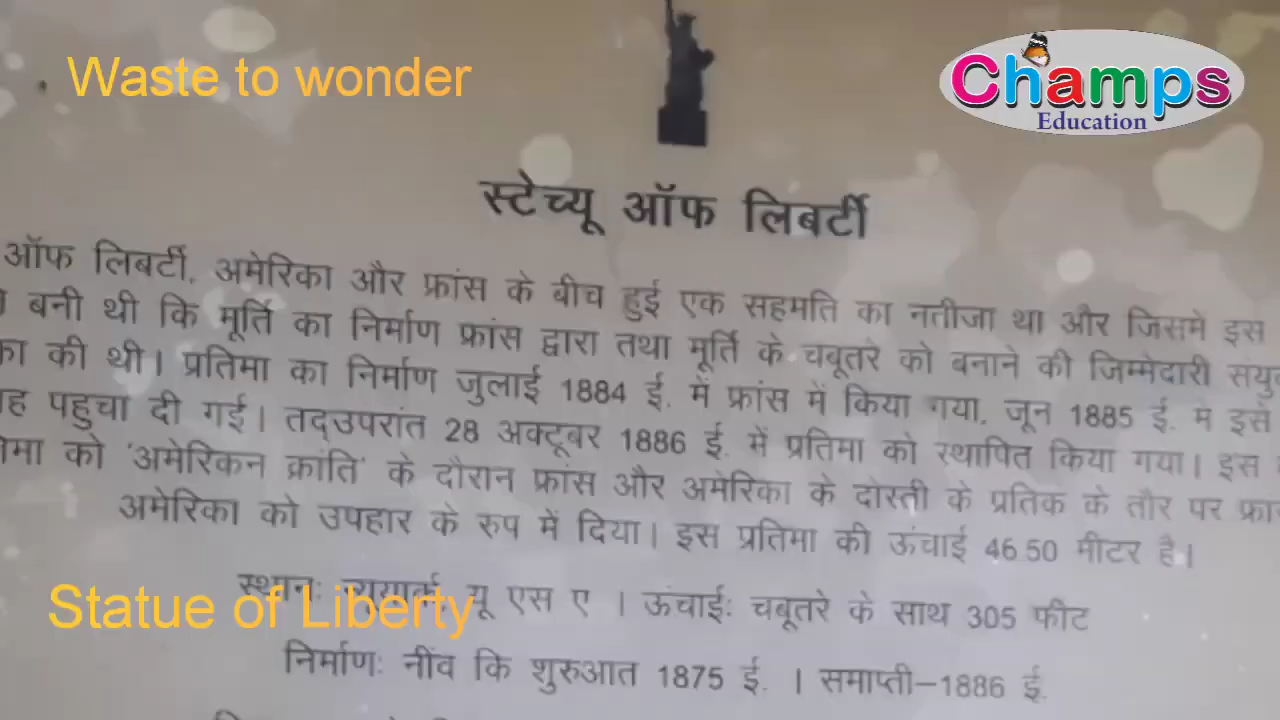 Waste to wonder
Champs
Education
स्टेच्यू ऑफ लिबर्टी
ऑफ लिबर्टी, अमेरिका और फ्रांस के बीच हुई एक सहमति का नतीजा था और जिसमें इस
बनी थी कि मूर्ति का निर्माण फ्रांस द्वारा तथा मूर्ति के चबूतरे को बनाने की जिम्मेदारी
की थी। प्रतिमा का निर्माण जुलाई 1884 ई. में फ्रांस में किया गया, जून 1885 ई. में इसे
पहुचा दी गई। तद्उपरांत 28 अक्टूबर 1886 ई. में प्रतिमा को स्थापित किया गया। इस
को 'अमेरिकन क्रांति' के दौरान फ्रांस और अमेरिका के दोस्ती के प्रतिक के तौर पर
अमेरिका को उपहार के रुप में दिया। इस प्रतिमा की ऊंचाई 46.50 मीटर है।
स्थानः यू एस ए । ऊंचाईः चबूतरे के साथ 305 फीट
Statue of Liberty
निर्माणः नींव कि शुरुआत 1875 ई. । समाप्ती–1886 ई.